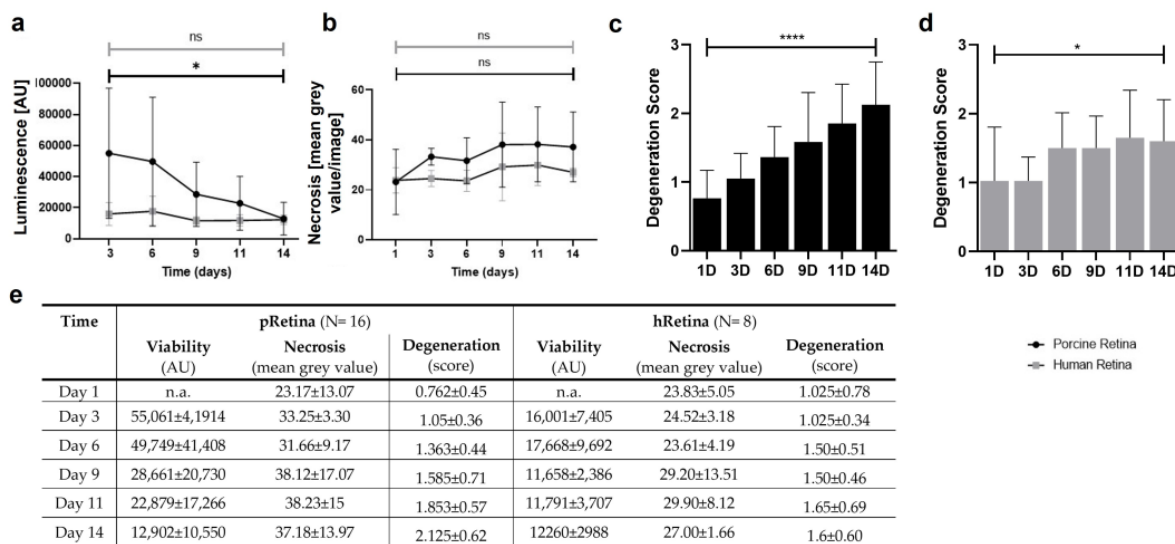 a
ns
*
Luminescence [AU]
00000
80000
60000
40000
20000
0
3 6 9 11 14
Time (days)
b
ns
ns
Necrosis [mean grey
value/image]
60
40
20
0
1 3 6 9 11 14
Time (days)
c
****
Degeneration Score
3
2
1
0
1D 3D 6D 9D 11D 14D
d
*
Degeneration Score
3
2
1
0
1D 3D 6D 9D 11D 14D
Porcine Retina
Human Retina
e
Time pRetina (N= 16) hRetina (N= 8)
Viability Necrosis Degeneration Viability Necrosis Degeneration
(AU) (mean grey value) (score) (AU) (mean grey value) (score)
Day 1 n.a. 23.17±13.07 0.762±0.45 n.a. 23.83±5.05 1.025±0.78
Day 3 55,061±4,1914 33.25±3.30 1.05±0.36 16,001±7,405 24.52±3.18 1.025±0.34
Day 6 49,749±41,408 31.66±9.17 1.363±0.44 17,668±9,692 23.61±4.19 1.50±0.51
Day 9 28,661±20,730 38.12±17.07 1.585±0.71 11,658±2,386 29.20±13.51 1.50±0.46
Day 11 22,879±17,266 38.23±15 1.853±0.57 11,791±3,707 29.90±8.12 1.65±0.69
Day 14 12,902±10,550 37.18±13.97 2.125±0.62 12260±2988 27.00±1.66 1.6±0.60